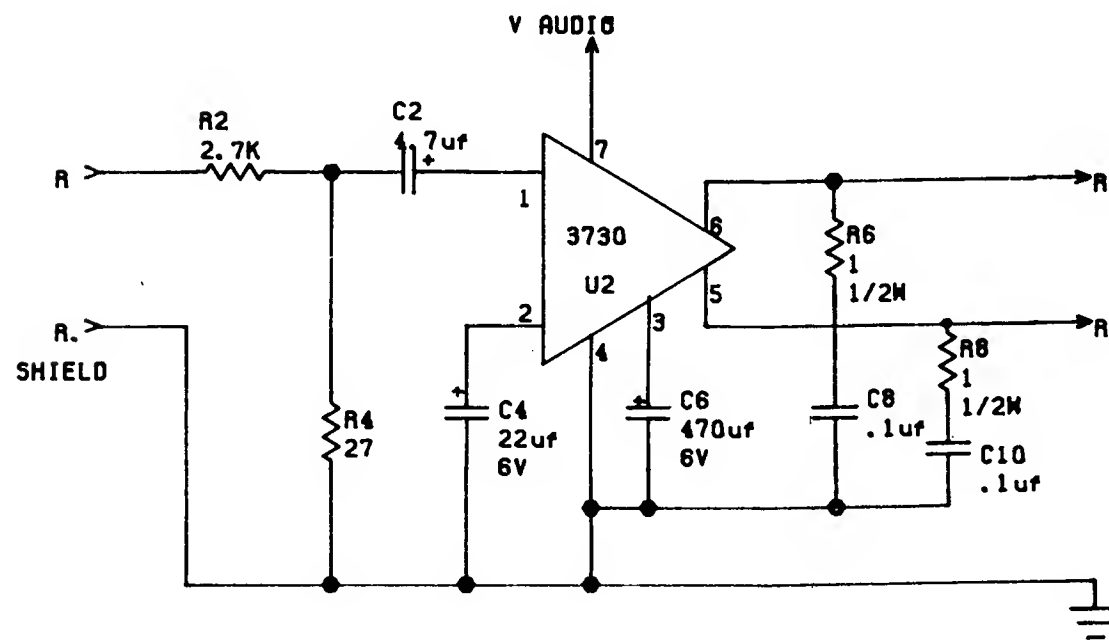 V AUDIO
R2
2.7K
C2
4.7uf
+
R
1
7
3730
U2
6
R
R6
1
1/2W
2
3
5
R.
SHIELD
4
R
R8
1
1/2W
R4
27
+
C4
22uf
6V
+
C6
470uf
6V
C8
.1uf
C10
.1uf